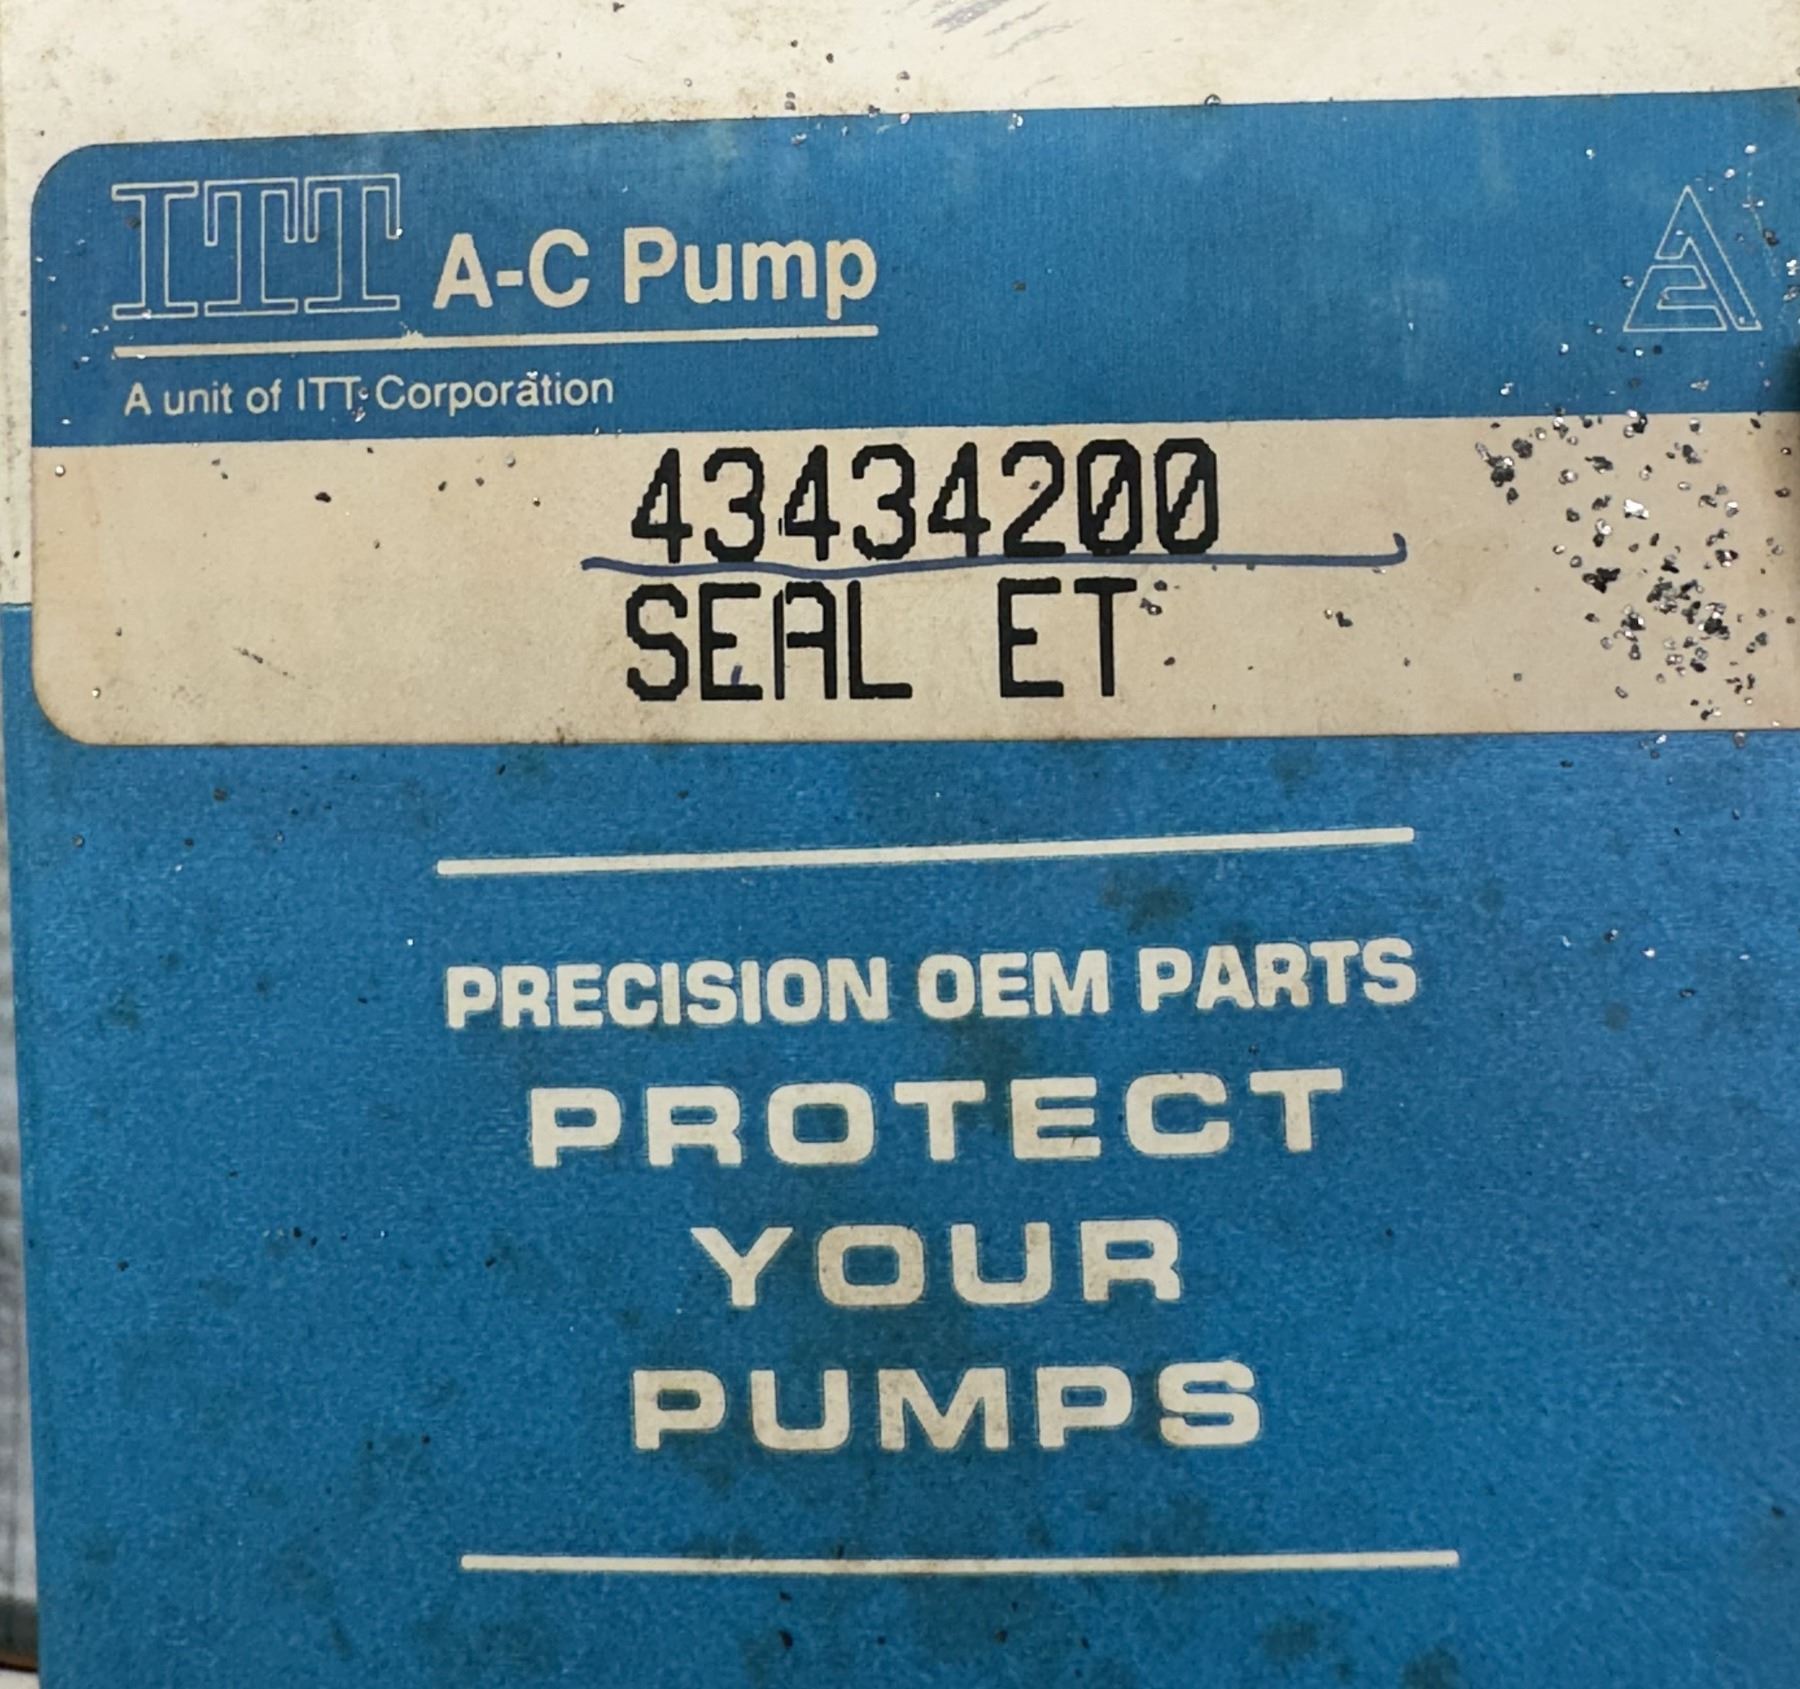 ITT A-C Pump
A unit of ITT Corporation
43434200
SEAL ET
PRECISION OEM PARTS
PROTECT
YOUR
PUMPS